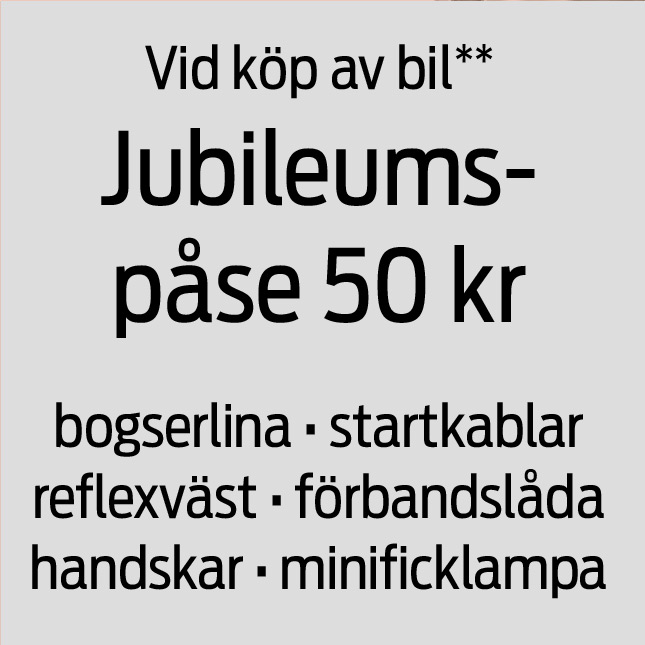 Vid köp av bil**
Jubileums-
påse 50 kr
bogserlina · startkablar
reflexväst · förbandslåda
handskar · minificklampa